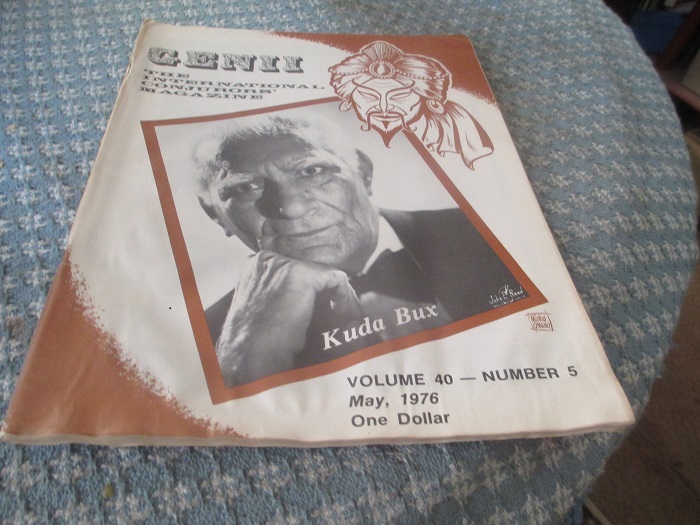 GENII
THE
INTERNATIONAL
CONJURORS'
MAGAZINE
Kuda Bux
VOLUME 40 — NUMBER 5
May, 1976
One Dollar